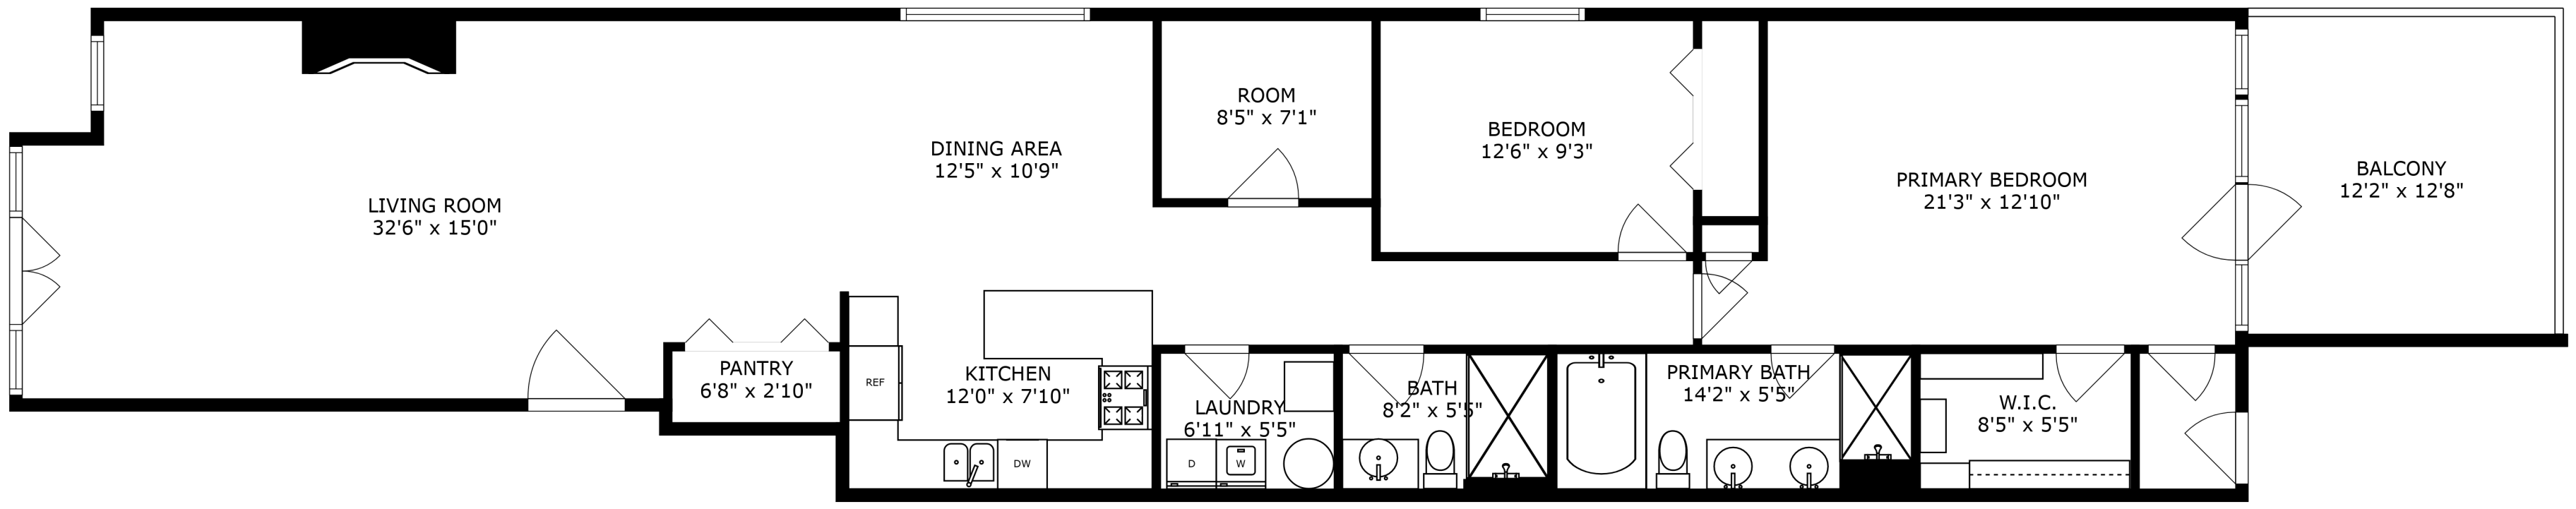 LIVING ROOM
32'6" x 15'0"
DINING AREA
12'5" x 10'9"
ROOM
8'5" x 7'1"
BEDROOM
12'6" x 9'3"
PRIMARY BEDROOM
21'3" x 12'10"
BALCONY
12'2" x 12'8"
PANTRY
6'8" x 2'10"
REF
KITCHEN
12'0" x 7'10"
DW
LAUNDRY
6'11" x 5'5"
D
W
BATH
8'2" x 5'5"
PRIMARY BATH
14'2" x 5'5"
W.I.C.
8'5" x 5'5"